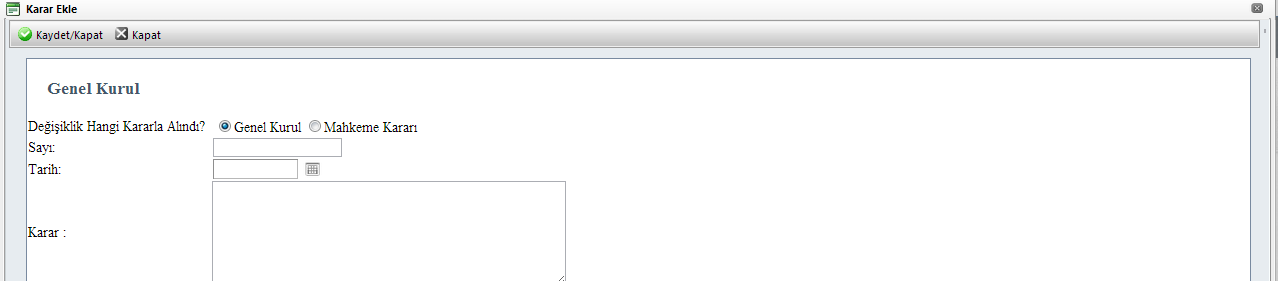 Karar Ekle
Kaydet/Kapat Kapat
Genel Kurul
Değişiklik Hangi Kararla Alındı? Genel Kurul Mahkeme Kararı
Sayı:
Tarih:
Karar :